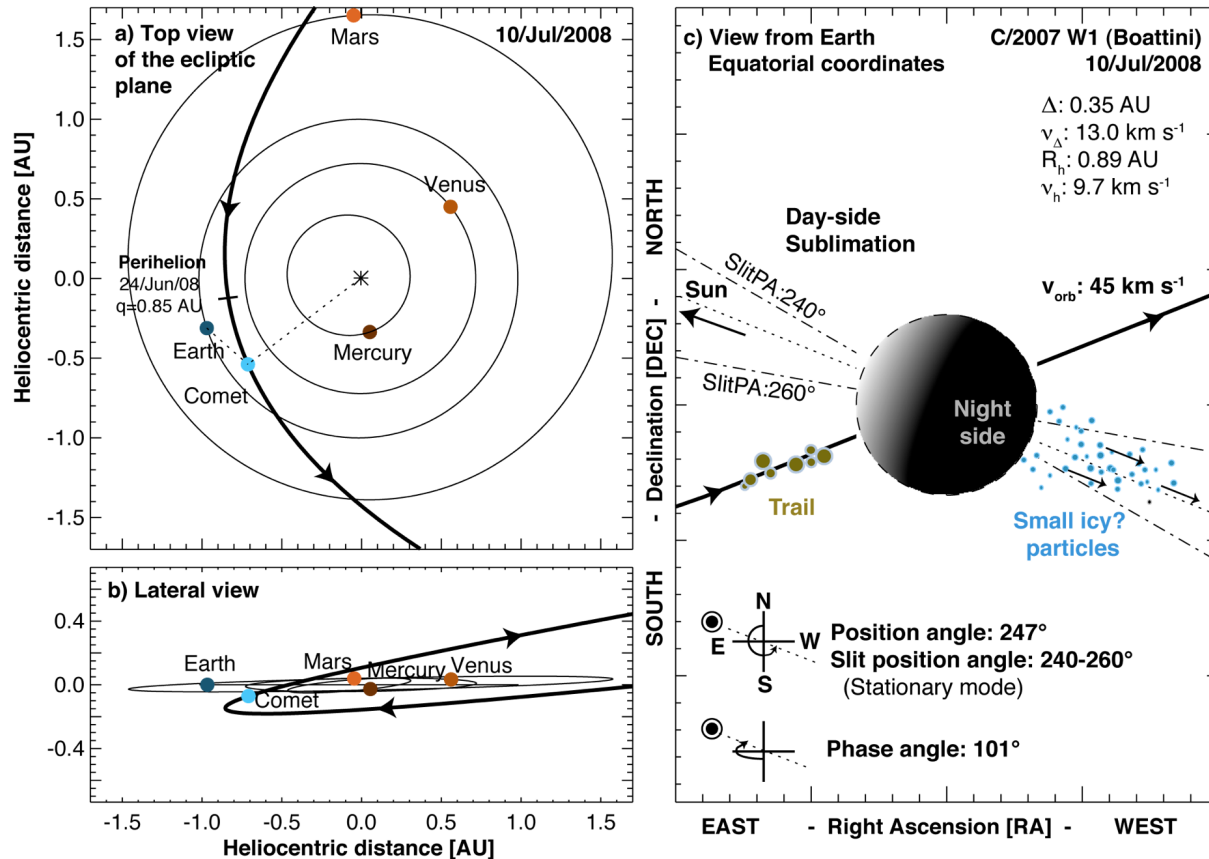 a) Top view
of the ecliptic
plane
10/Jul/2008
Mars
Venus
Perihelion
24/Jun/08
q=0.85 AU
Earth
Mercury
Comet
1.5
1.0
0.5
0.0
-0.5
-1.0
-1.5
Heliocentric distance [AU]
b) Lateral view
Earth
Mars
Mercury
Venus
Comet
0.4
0.0
-0.4
-1.5 -1.0 -0.5 0.0 0.5 1.0 1.5
Heliocentric distance [AU]
c) View from Earth
Equatorial coordinates
C/2007 W1 (Boattini)
10/Jul/2008
Δ: 0.35 AU
νΔ: 13.0 km s⁻¹
Rh: 0.89 AU
νh: 9.7 km s⁻¹
Day-side
Sublimation
SlitPA:240°
Sun
vorb: 45 km s⁻¹
SlitPA:260°
Night
side
Trail
Small icy?
particles
N
E W
S
Position angle: 247°
Slit position angle: 240-260°
(Stationary mode)
Phase angle: 101°
SOUTH - Declination [DEC] - NORTH
EAST - Right Ascension [RA] - WEST